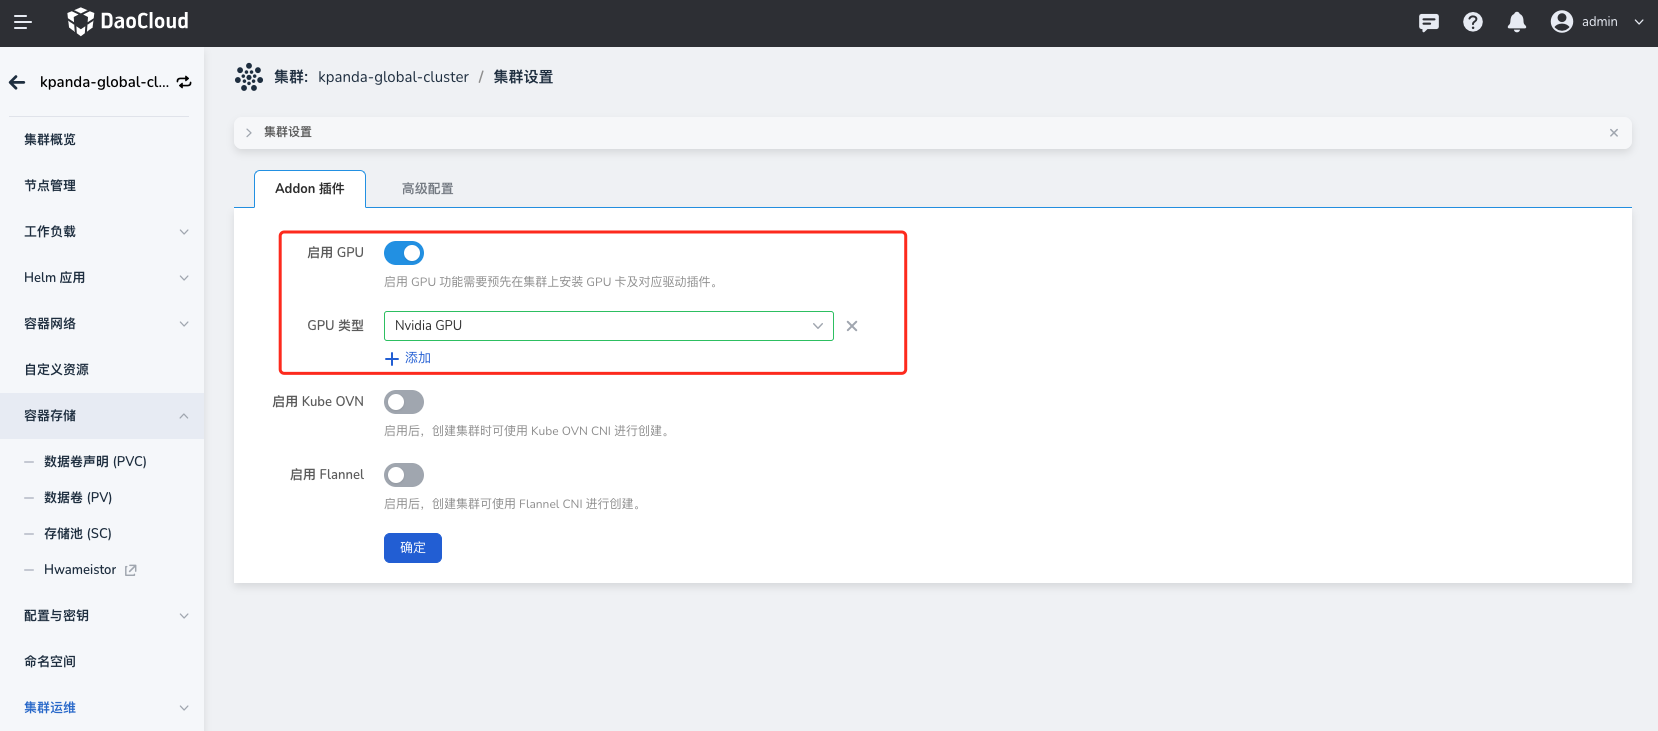 DaoCloud
admin
kpanda-global-cl...
集群概览
节点管理
工作负载
Helm 应用
容器网络
自定义资源
容器存储
数据卷声明 (PVC)
数据卷 (PV)
存储池 (SC)
Hwameistor
配置与密钥
命名空间
集群运维
集群: kpanda-global-cluster / 集群设置
集群设置
Addon 插件 高级配置
启用 GPU
启用 GPU 功能需要预先在集群上安装 GPU 卡及对应驱动插件。
GPU 类型 Nvidia GPU
添加
启用 Kube OVN
启用后，创建集群时可使用 Kube OVN CNI 进行创建。
启用 Flannel
启用后，创建集群可使用 Flannel CNI 进行创建。
确定